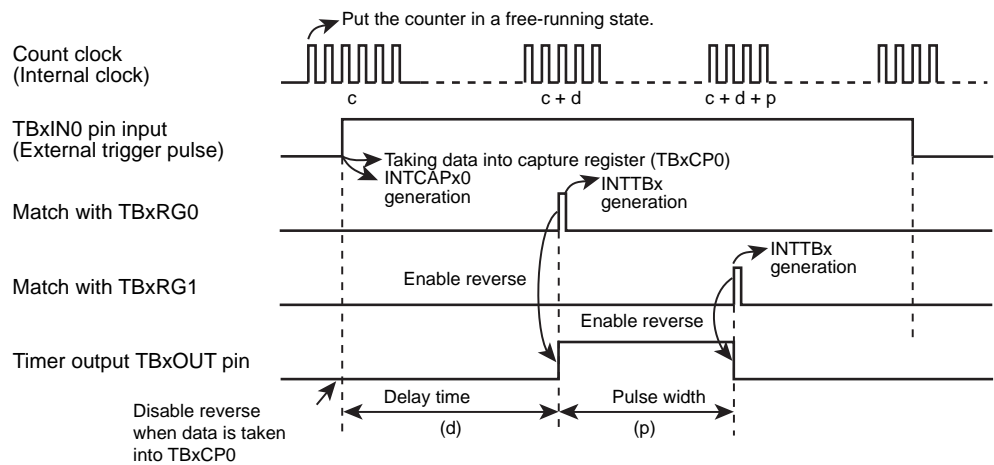 Put the counter in a free-running state.
Count clock
(Internal clock)
c
c + d
c + d + p
TBxIN0 pin input
(External trigger pulse)
Taking data into capture register (TBxCP0)
INTCAPx0
generation
INTTBx
generation
Match with TBxRG0
Enable reverse
INTTBx
generation
Match with TBxRG1
Enable reverse
Timer output TBxOUT pin
Disable reverse
when data is taken
into TBxCP0
Delay time
(d)
Pulse width
(p)